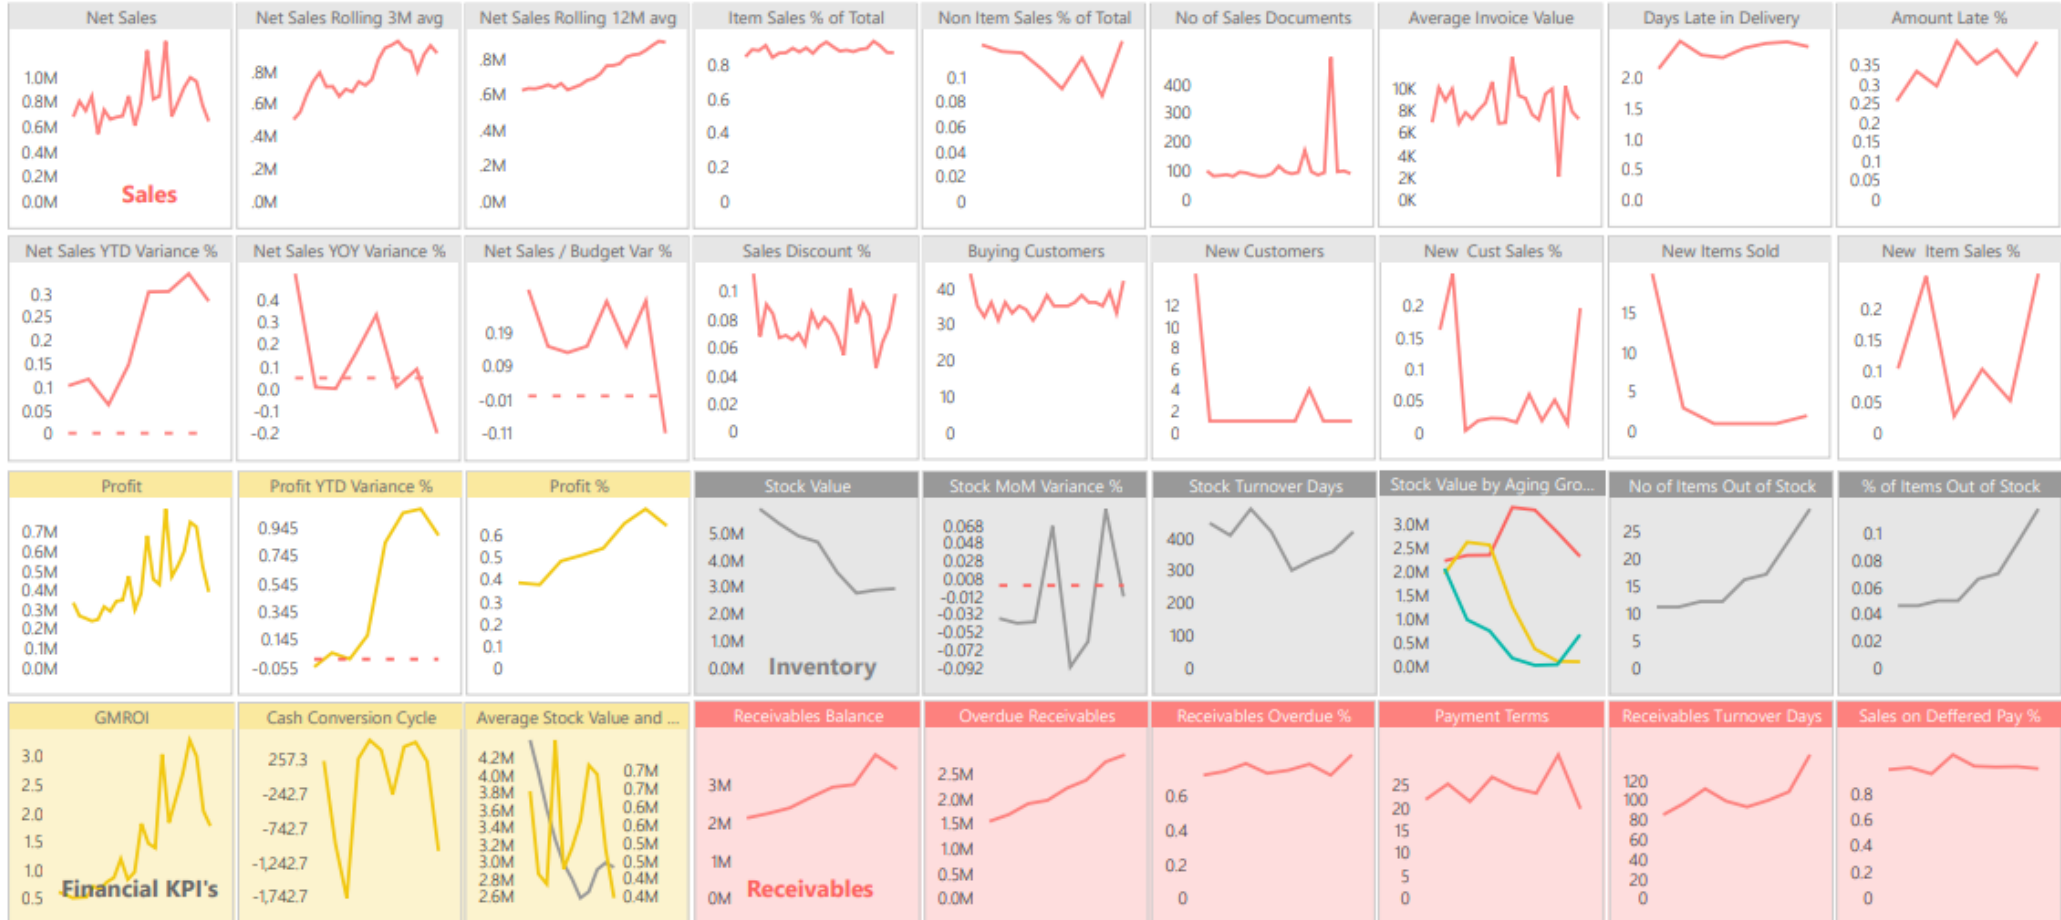 Net Sales
1.0M
0.8M
0.6M
0.4M
0.2M
0.0M
Sales
Net Sales Rolling 3M avg
.8M
.6M
.4M
.2M
.0M
Net Sales Rolling 12M avg
.8M
.6M
.4M
.2M
.0M
Item Sales % of Total
0.8
0.6
0.4
0.2
0
Non Item Sales % of Total
0.1
0.08
0.06
0.04
0.02
0
No of Sales Documents
400
300
200
100
0
Average Invoice Value
10K
8K
6K
4K
2K
0K
Days Late in Delivery
2.0
1.5
1.0
0.5
0.0
Amount Late %
0.35
0.3
0.25
0.2
0.15
0.1
0.05
0
Net Sales YTD Variance %
0.3
0.25
0.2
0.15
0.1
0.05
0
Net Sales YOY Variance %
0.4
0.3
0.2
0.1
0.0
-0.1
-0.2
Net Sales / Budget Var %
0.19
0.09
-0.01
-0.11
Sales Discount %
0.1
0.08
0.06
0.04
0.02
0
Buying Customers
40
30
20
10
0
New Customers
12
10
8
6
4
2
0
New Cust Sales %
0.2
0.15
0.1
0.05
0
New Items Sold
15
10
5
0
New Item Sales %
0.2
0.15
0.1
0.05
0
Profit
0.7M
0.6M
0.5M
0.4M
0.3M
0.2M
0.1M
0.0M
Profit YTD Variance %
0.945
0.745
0.545
0.345
0.145
-0.055
Profit %
0.6
0.5
0.4
0.3
0.2
0.1
0
Stock Value
5.0M
4.0M
3.0M
2.0M
1.0M
0.0M
Inventory
Stock MoM Variance %
0.068
0.048
0.028
0.008
-0.012
-0.032
-0.052
-0.072
-0.092
Stock Turnover Days
400
300
200
100
0
Stock Value by Aging Gro...
3.0M
2.5M
2.0M
1.5M
1.0M
0.5M
0.0M
No of Items Out of Stock
25
20
15
10
5
0
% of Items Out of Stock
0.1
0.08
0.06
0.04
0.02
0
GMROI
3.0
2.5
2.0
1.5
1.0
0.5
Financial KPI's
Cash Conversion Cycle
257.3
-242.7
-742.7
-1,242.7
-1,742.7
Average Stock Value and ...
4.2M
4.0M
3.8M
3.6M
3.4M
3.2M
3.0M
2.8M
2.6M
0.7M
0.7M
0.6M
0.6M
0.5M
0.5M
0.4M
0.4M
Receivables Balance
3M
2M
1M
0M
Receivables
Overdue Receivables
2.5M
2.0M
1.5M
1.0M
0.5M
0.0M
Receivables Overdue %
0.6
0.4
0.2
0
Payment Terms
25
20
15
10
5
0
Receivables Turnover Days
120
100
80
60
40
20
0
Sales on Deffered Pay %
0.8
0.6
0.4
0.2
0